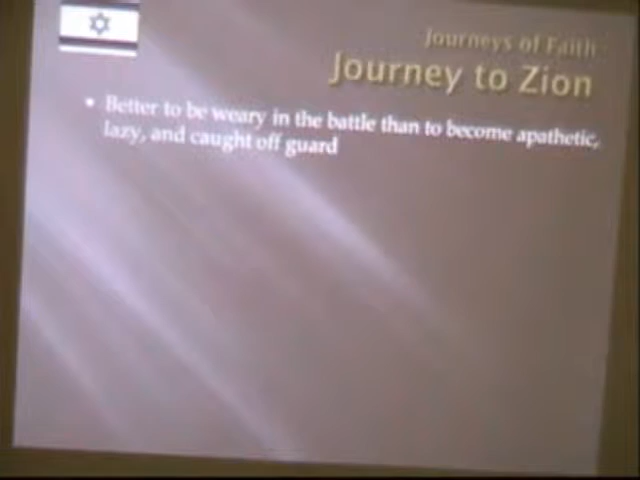 Journeys of Faith
Journey to Zion
• Better to be weary in the battle than to become apathetic,
lazy, and caught off guard